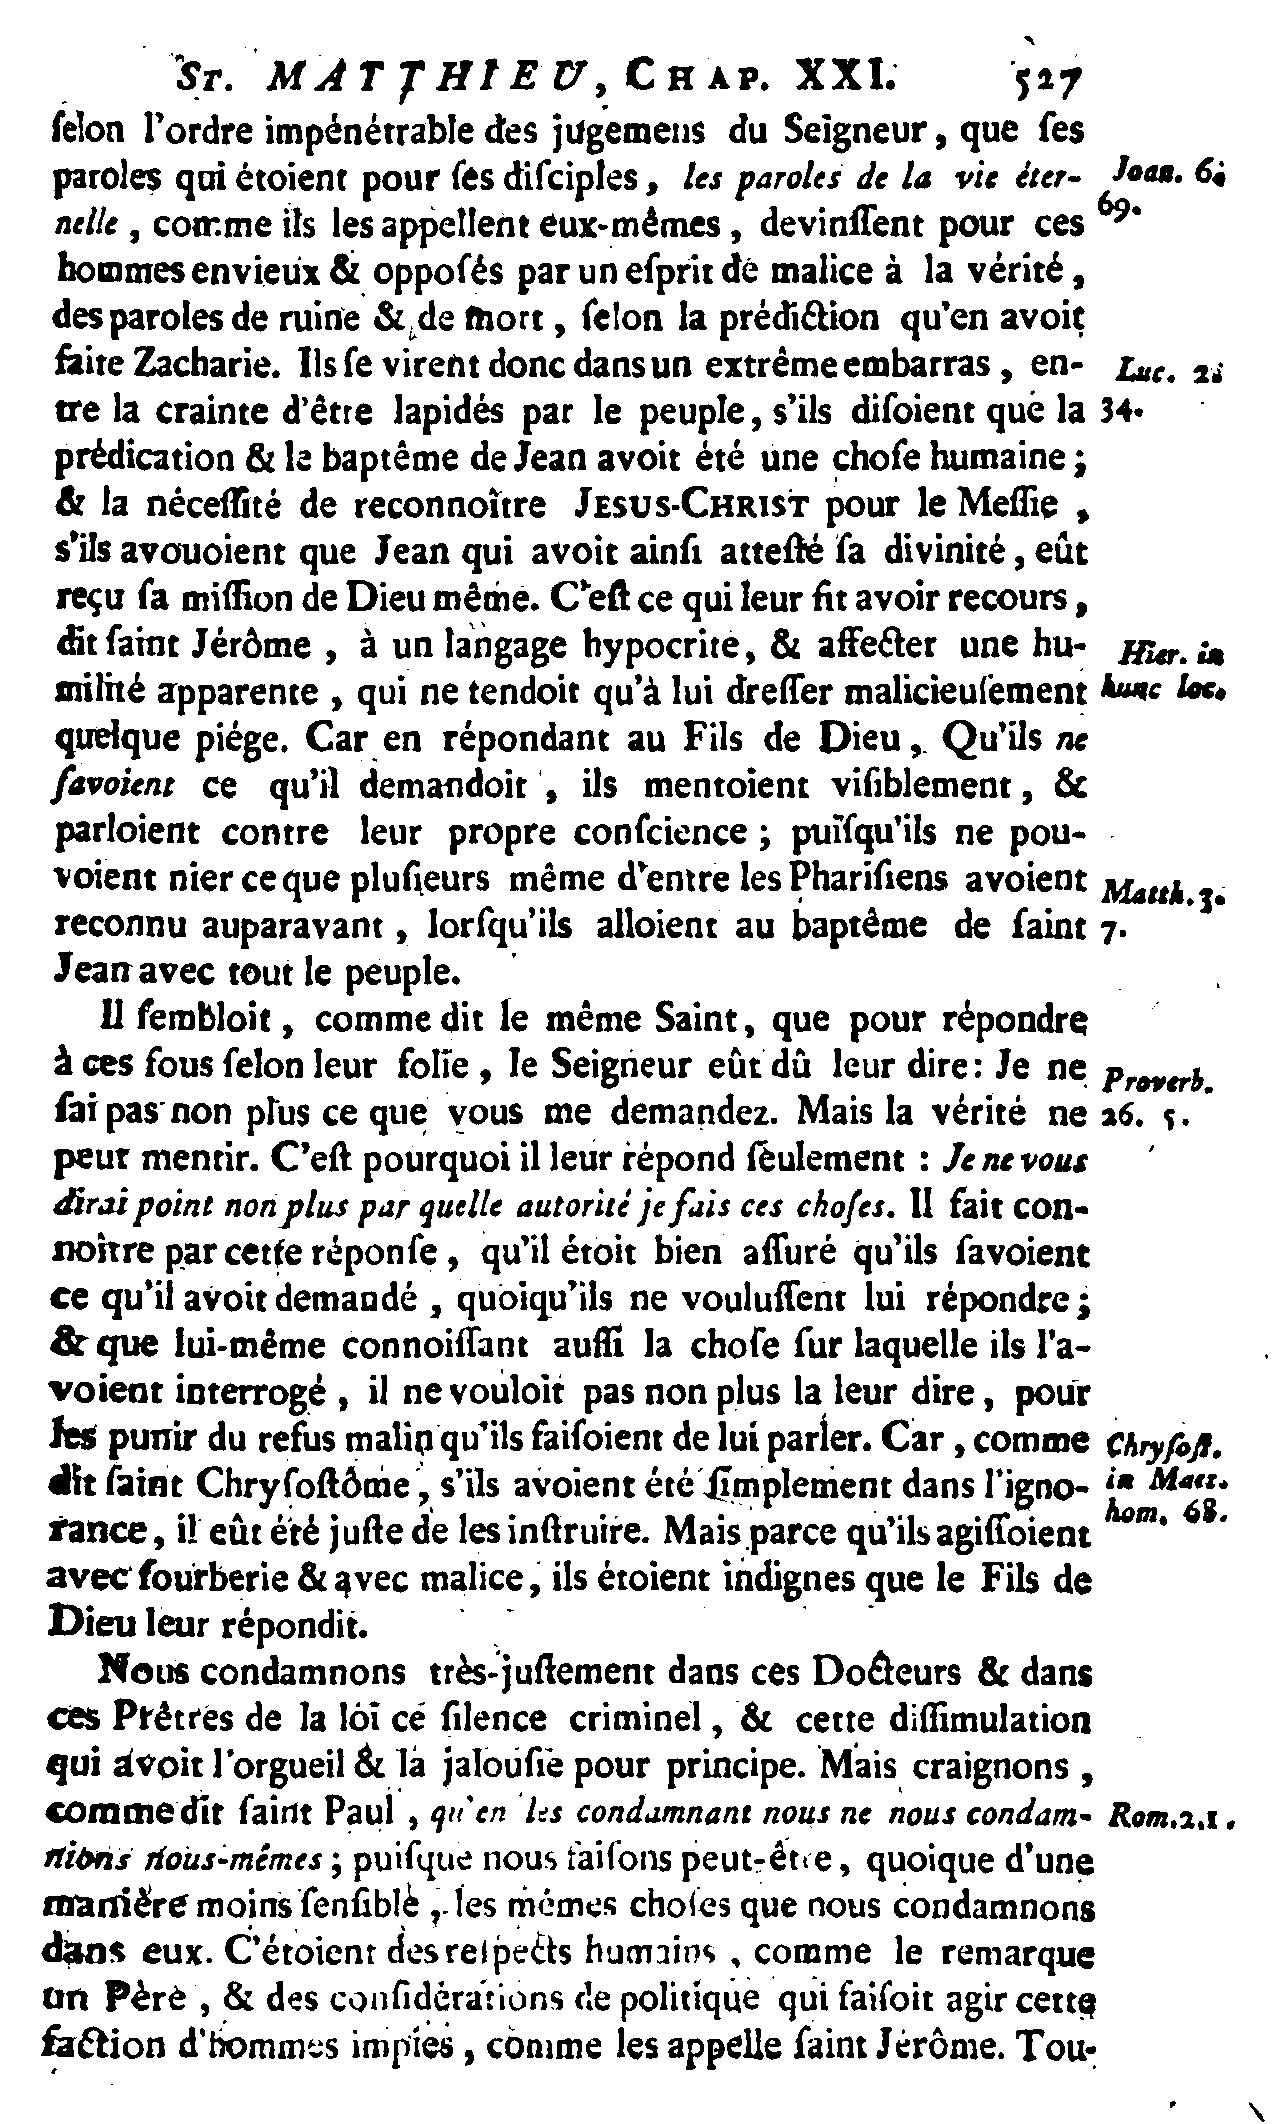 St. MATTHIEU, CHAP. XXI. 527
ſelon l'ordre impénétrable des jugemens du Seigneur, que ſes
paroles qui étoient pour ſes diſciples, les paroles de la vie éter-
Joan. 6.
nelle, comme ils les appellent eux-mêmes, devinſſent pour ces
69.
hommes envieux & oppoſés par un eſprit de malice à la vérité,
des paroles de ruine & de mort, ſelon la prédiction qu'en avoit
faite Zacharie. Ils ſe virent donc dans un extrême embarras, en-
Luc. 2.
tre la crainte d'être lapidés par le peuple, s'ils diſoient que la
34.
prédication & le baptême de Jean avoit été une choſe humaine;
& la néceſſité de reconnoître JESUS-CHRIST pour le Meſſie,
s'ils avouoient que Jean qui avoit ainſi atteſté ſa divinité, eût
reçu ſa miſſion de Dieu même. C'eſt ce qui leur fit avoir recours,
dit ſaint Jérôme, à un langage hypocrite, & affecter une hu-
Hier. in
milité apparente, qui ne tendoit qu'à lui dreſſer malicieuſement
hunc loc.
quelque piége. Car en répondant au Fils de Dieu, Qu'ils ne
ſavoient ce qu'il demandoit, ils mentoient viſiblement, &
parloient contre leur propre conſcience; puiſqu'ils ne pou-
voient nier ce que pluſieurs même d'entre les Phariſiens avoient
Matth. 3.
reconnu auparavant, lorſqu'ils alloient au baptême de ſaint
7.
Jean avec tout le peuple.
Il ſembloit, comme dit le même Saint, que pour répondre
à ces fous ſelon leur folie, le Seigneur eût dû leur dire: Je ne
Proverb.
ſai pas non plus ce que vous me demandez. Mais la vérité ne
26. 5.
peut mentir. C'eſt pourquoi il leur répond ſeulement: Je ne vous
dirai point non plus par quelle autorité je fais ces choſes. Il fait con-
noître par cette réponſe, qu'il étoit bien aſſuré qu'ils ſavoient
ce qu'il avoit demandé, quoiqu'ils ne vouluſſent lui répondre;
& que lui-même connoiſſant auſſi la choſe ſur laquelle ils l'a-
voient interrogé, il ne vouloit pas non plus la leur dire, pour
les punir du refus malin qu'ils faiſoient de lui parler. Car, comme
Chryſoſt.
dit ſaint Chryſoſtôme, s'ils avoient été ſimplement dans l'igno-
in Matt.
rance, il eût été juſte de les inſtruire. Mais parce qu'ils agiſſoient
hom. 68.
avec fourberie & avec malice, ils étoient indignes que le Fils de
Dieu leur répondit.
Nous condamnons très-juſtement dans ces Docteurs & dans
ces Prêtres de la loi ce ſilence criminel, & cette diſſimulation
qui avoit l'orgueil & la jalouſie pour principe. Mais craignons,
comme dit ſaint Paul, qu'en les condamnant nous ne nous condam-
Rom. 2. 1.
nions nous-mêmes; puiſque nous faiſons peut-être, quoique d'une
manière moins ſenſible, les mêmes choſes que nous condamnons
dans eux. C'étoient des reſpects humains, comme le remarque
un Père, & des conſidérations de politique qui faiſoit agir cette
faction d'hommes impies, comme les appelle ſaint Jérôme. Tou-